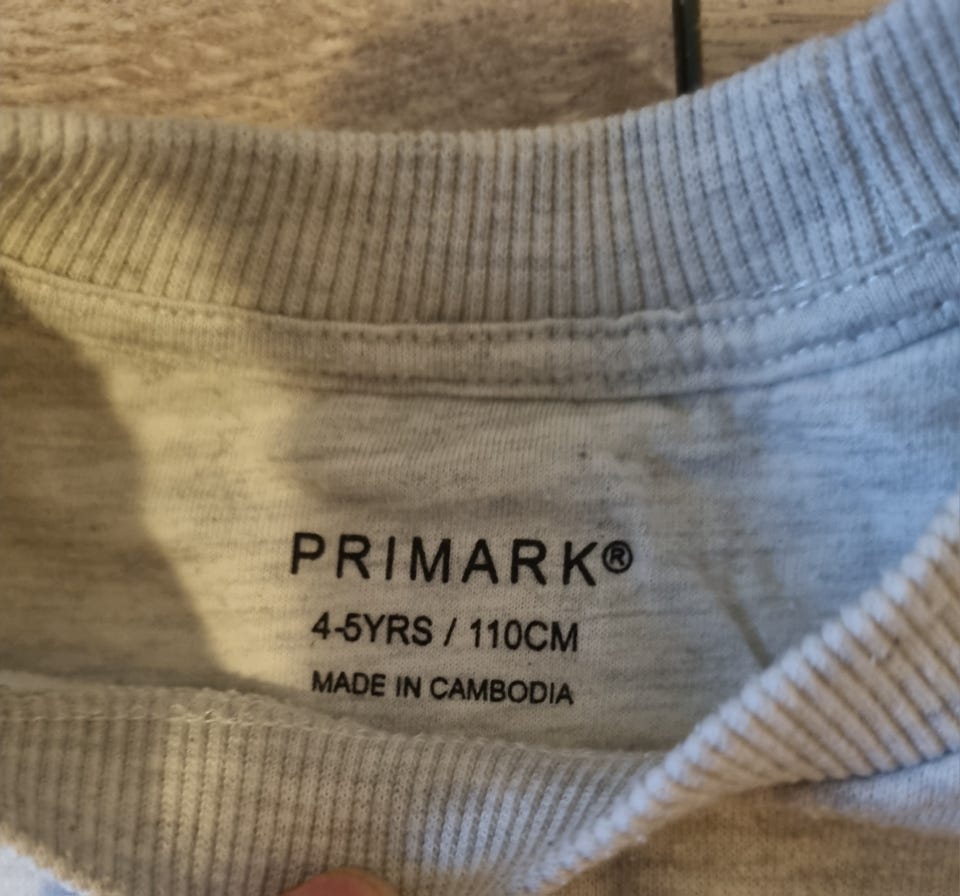 PRIMARK®
4-5YRS / 110CM
MADE IN CAMBODIA